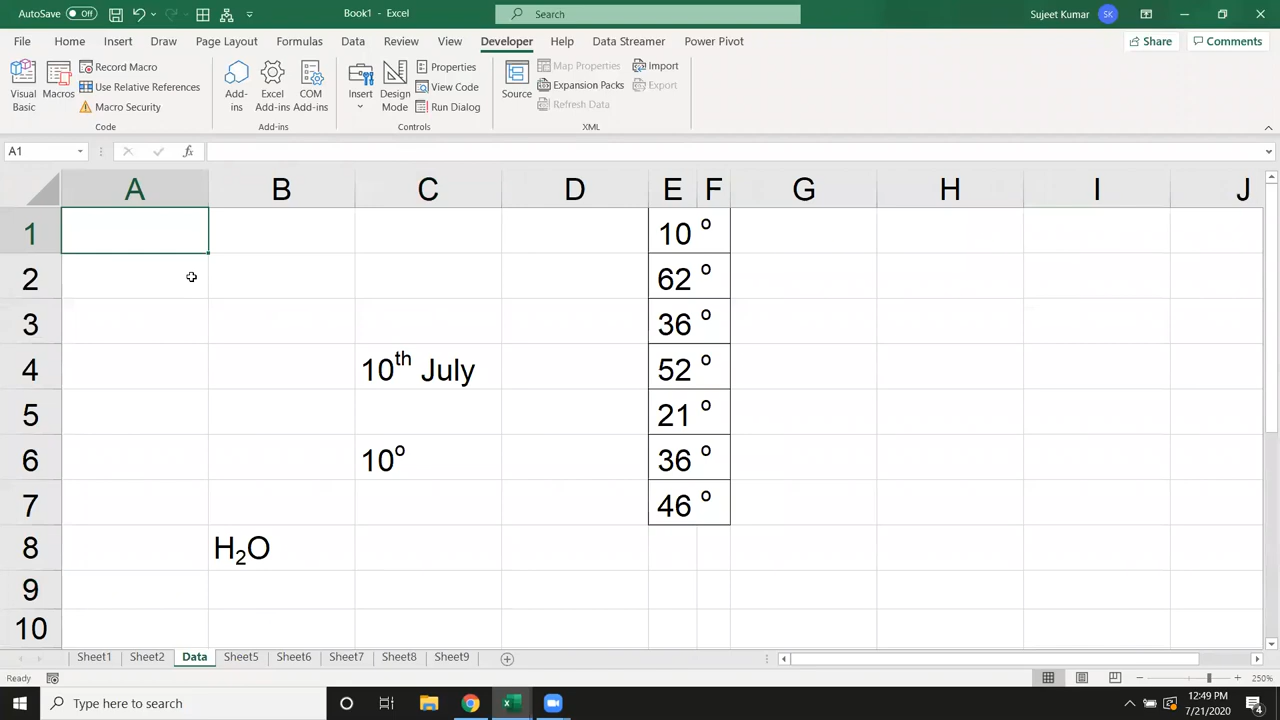 AutoSave Off Book1 - Excel Search Sujeet Kumar SK
File Home Insert Draw Page Layout Formulas Data Review View Developer Help Data Streamer Power Pivot Share Comments
Visual Basic Macros Record Macro Use Relative References Macro Security Code
Add-ins Excel Add-ins COM Add-ins Add-ins
Insert Design Mode Properties View Code Run Dialog Controls
Source Map Properties Expansion Packs Refresh Data Import Export XML
A1 fx
A B C D E F G H I J
1 10 º
2 62 º
3 36 º
4 10th July 52 º
5 21 º
6 10º 36 º
7 46 º
8 H₂O
9
10
Sheet1 Sheet2 Data Sheet5 Sheet6 Sheet7 Sheet8 Sheet9
Ready 250%
Type here to search 12:49 PM
7/21/2020 4